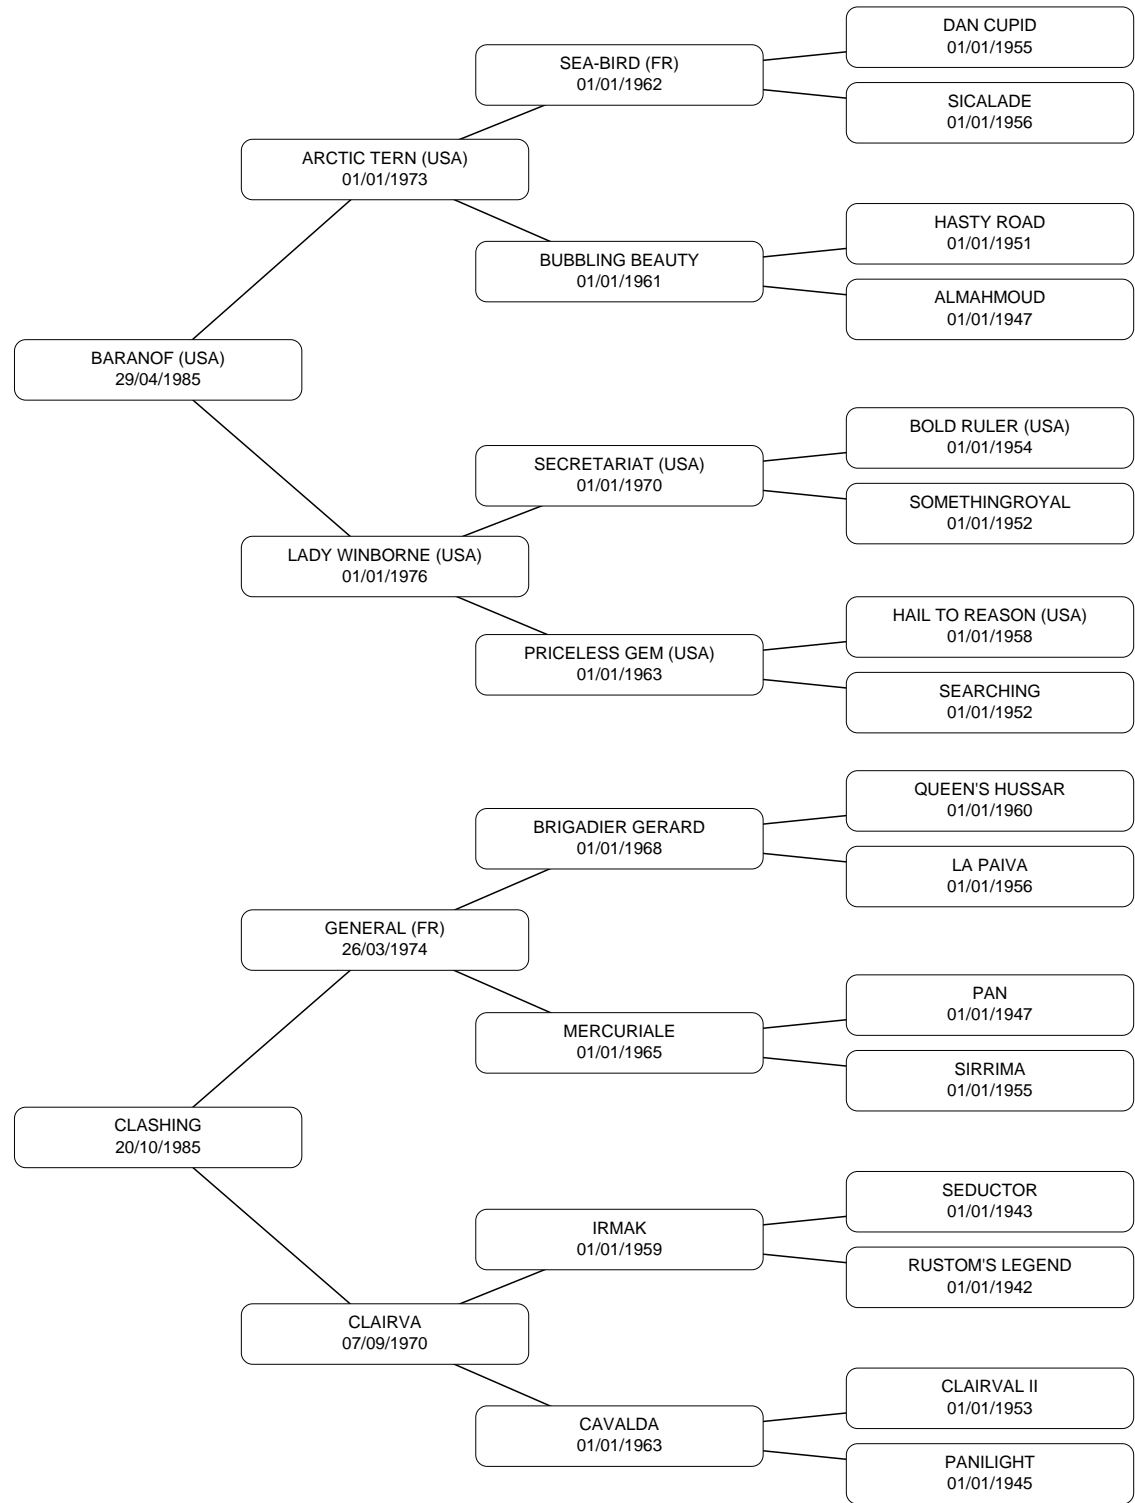 DAN CUPID
01/01/1955
SEA-BIRD (FR)
01/01/1962
SICALADE
01/01/1956
ARCTIC TERN (USA)
01/01/1973
HASTY ROAD
01/01/1951
BUBBLING BEAUTY
01/01/1961
ALMAHMOUD
01/01/1947
BARANOF (USA)
29/04/1985
BOLD RULER (USA)
01/01/1954
SECRETARIAT (USA)
01/01/1970
SOMETHINGROYAL
01/01/1952
LADY WINBORNE (USA)
01/01/1976
HAIL TO REASON (USA)
01/01/1958
PRICELESS GEM (USA)
01/01/1963
SEARCHING
01/01/1952
QUEEN'S HUSSAR
01/01/1960
BRIGADIER GERARD
01/01/1968
LA PAIVA
01/01/1956
GENERAL (FR)
26/03/1974
PAN
01/01/1947
MERCURIALE
01/01/1965
SIRRIMA
01/01/1955
CLASHING
20/10/1985
SEDUCTOR
01/01/1943
IRMAK
01/01/1959
RUSTOM'S LEGEND
01/01/1942
CLAIRVA
07/09/1970
CLAIRVAL II
01/01/1953
CAVALDA
01/01/1963
PANILIGHT
01/01/1945